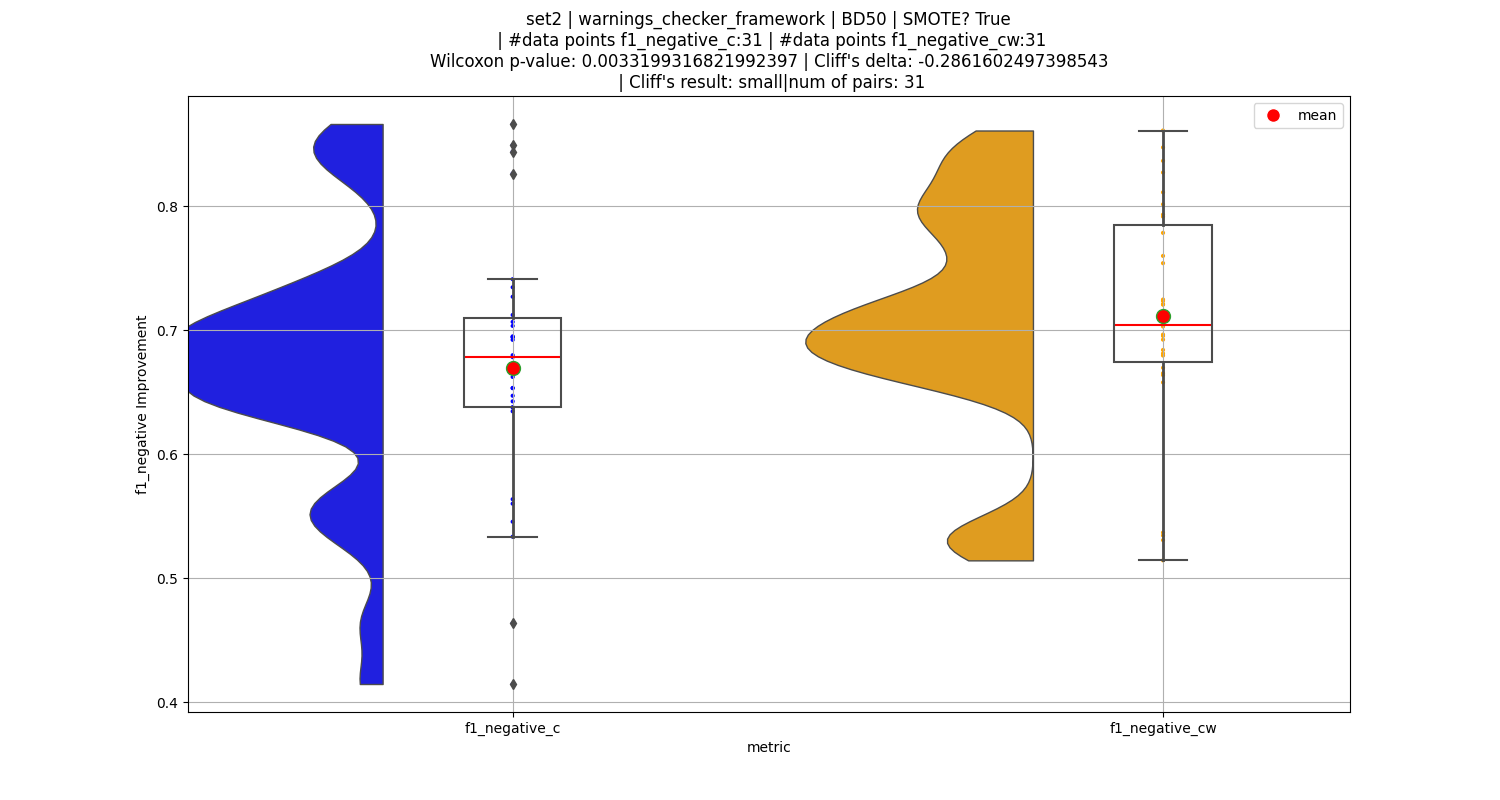 set2 | warnings_checker_framework | BD50 | SMOTE? True
| #data points f1_negative_c:31 | #data points f1_negative_cw:31
Wilcoxon p-value: 0.0033199316821992397 | Cliff's delta: -0.2861602497398543
| Cliff's result: small|num of pairs: 31
mean
f1_negative Improvement
0.8
0.7
0.6
0.5
0.4
f1_negative_c
f1_negative_cw
metric